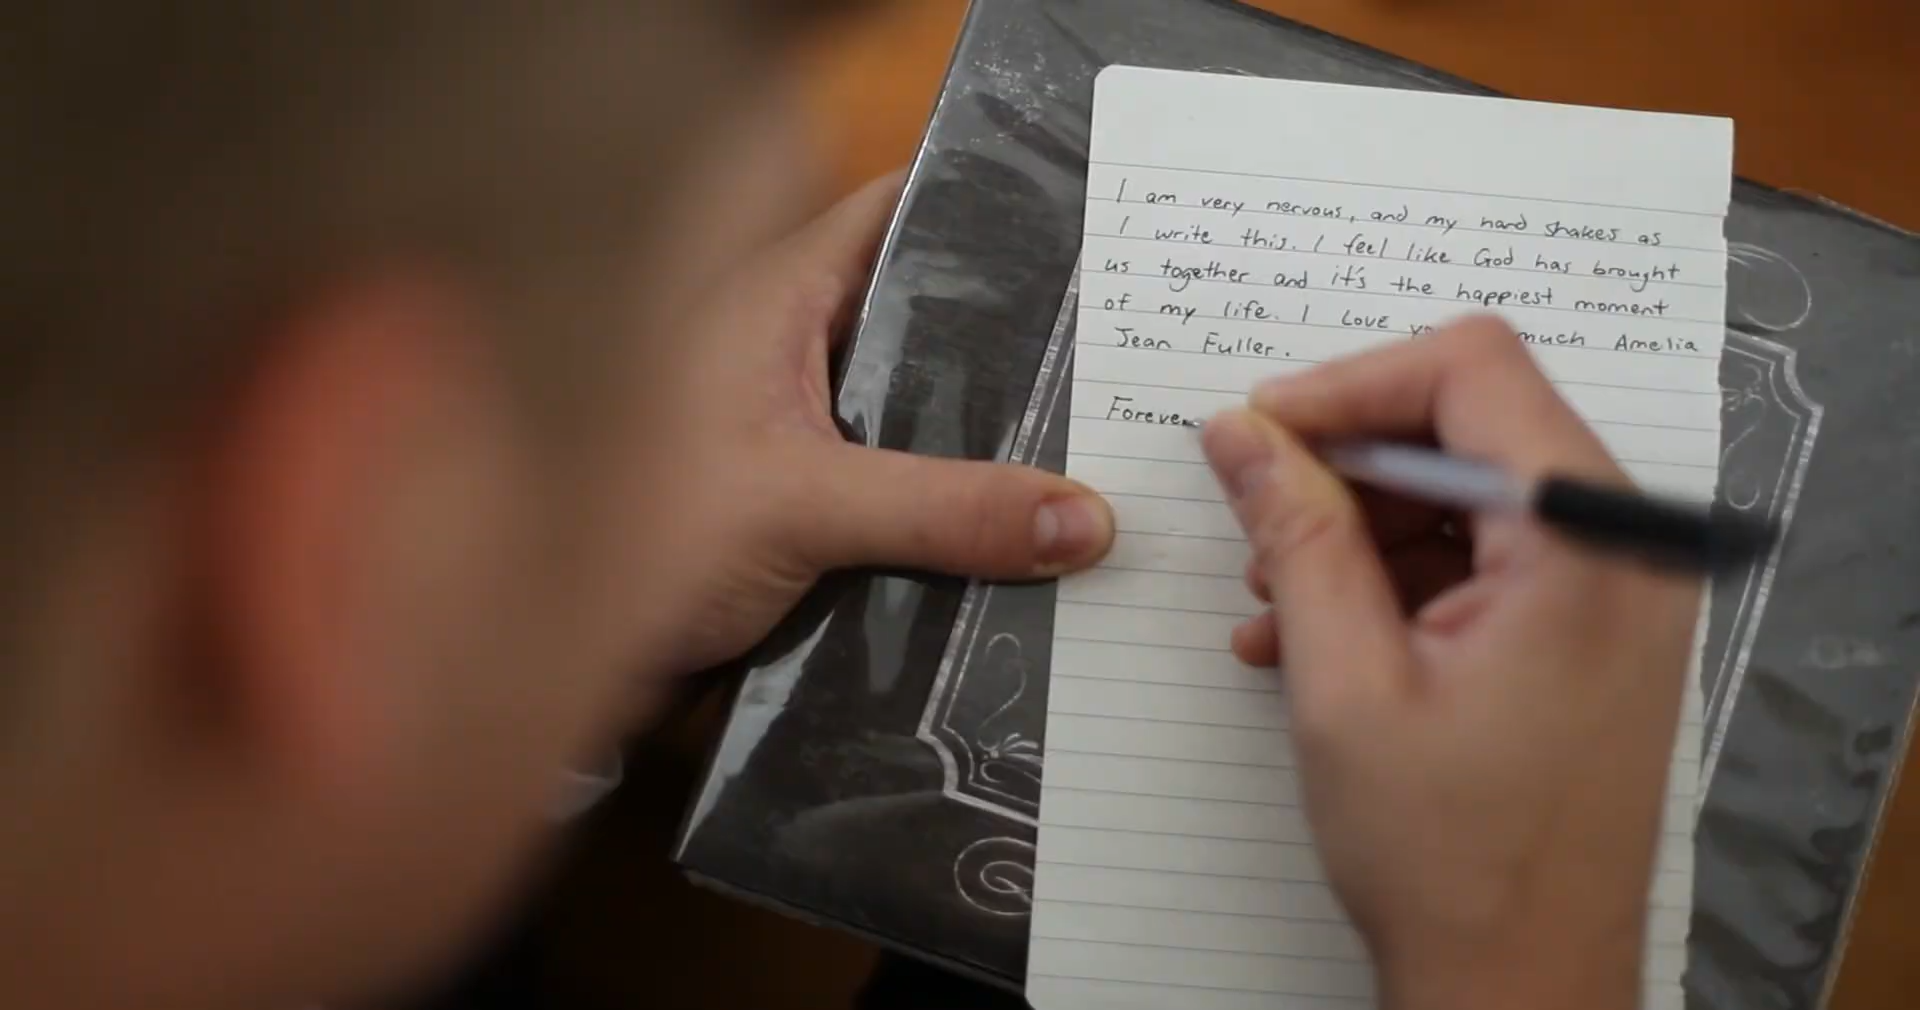 I am very nervous, and my hand shakes as
I write this. I feel like God has brought
us together and it's the happiest moment
of my life. I Love much Amelia
Jean Fuller.
Foreve